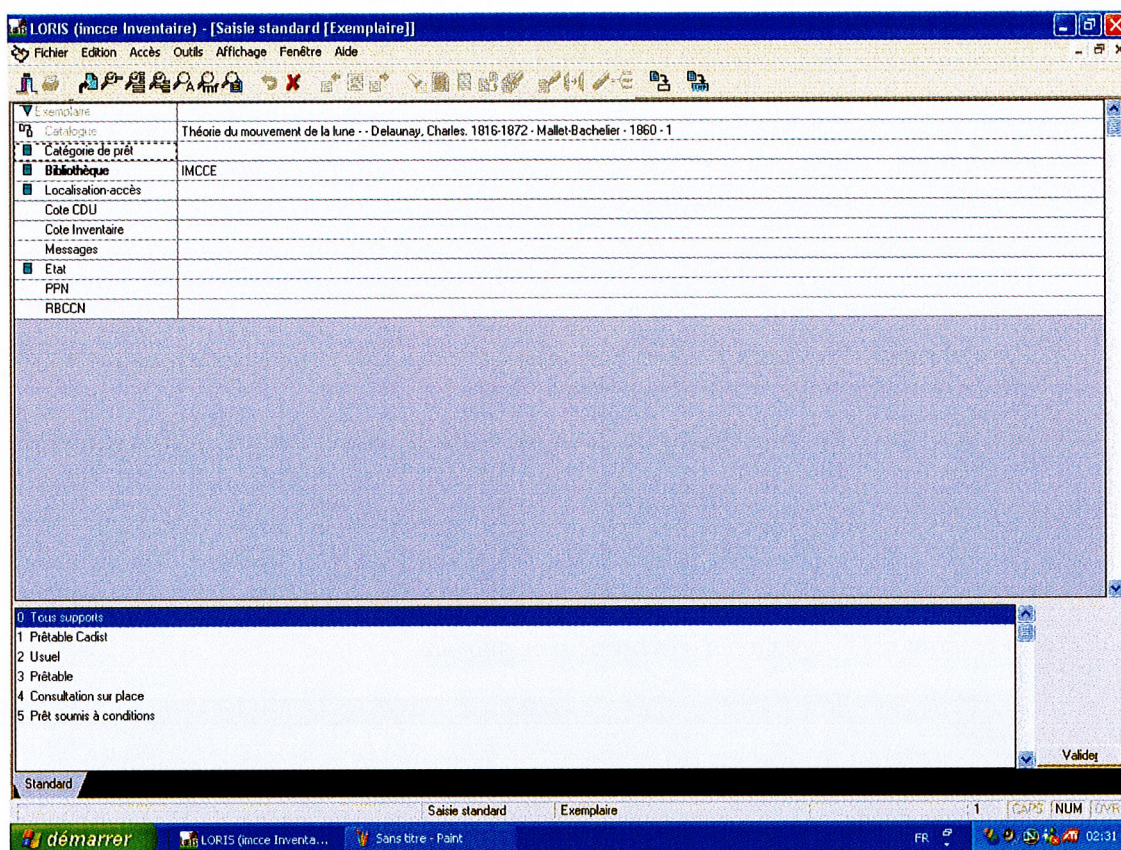 LORIS (imcce Inventaire) - [Saisie standard [Exemplaire]]
Fichier Edition Accès Outils Affichage Fenêtre Aide
Exemplaire
Catalogue Théorie du mouvement de la lune - - Delaunay, Charles. 1816-1872 - Mallet-Bachelier - 1860 - 1
Catégorie de prêt
Bibliothèque IMCCE
Localisation-accès
Cote CDU
Cote Inventaire
Messages
Etat
PPN
RBCCN
0 Tous supports
1 Prêtable Cadist
2 Usuel
3 Prêtable
4 Consultation sur place
5 Prêt soumis à conditions
Valider
Standard
Saisie standard Exemplaire 1 CAPS NUM OVR
démarrer LORIS (imcce Inventa... Sans titre - Paint FR 02:31